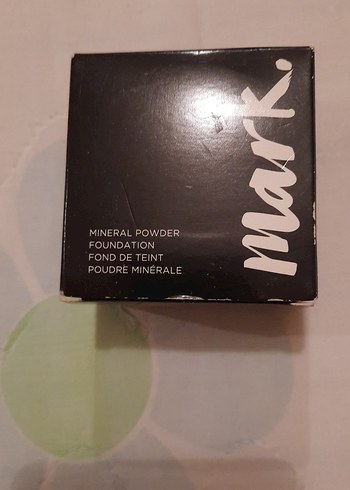 mark.
MINERAL POWDER
FOUNDATION
FOND DE TEINT
POUDRE MINÉRALE